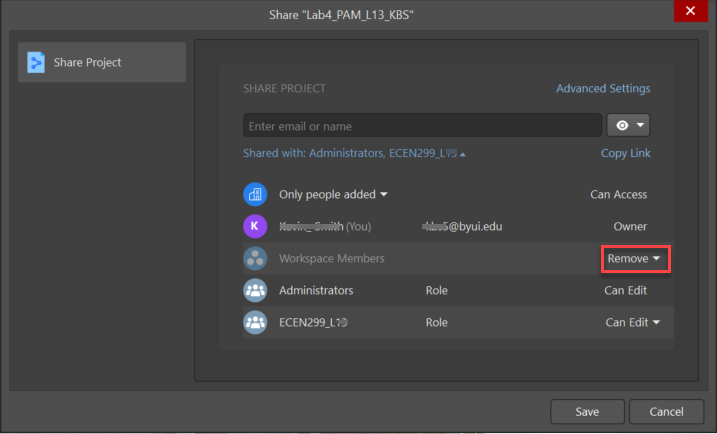 Share "Lab4_PAM_L13_KBS"
Share Project
SHARE PROJECT
Advanced Settings
Enter email or name
Shared with: Administrators, ECEN299_L
Copy Link
Only people added
Can Access
K
(You)
@byui.edu
Owner
Workspace Members
Remove
Administrators
Role
Can Edit
ECEN299_L
Role
Can Edit
Save
Cancel